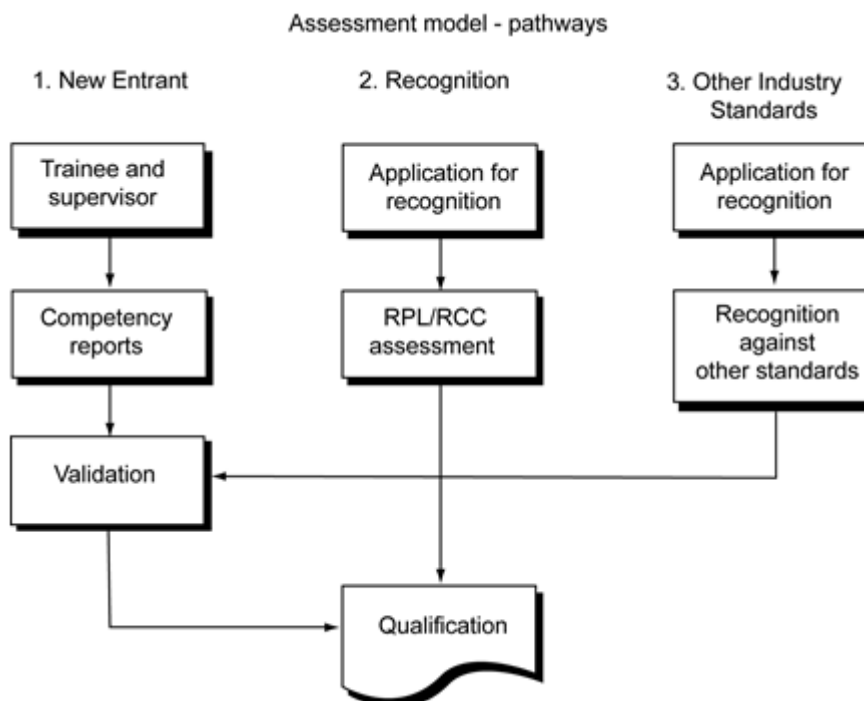 Assessment model - pathways
1. New Entrant
2. Recognition
3. Other Industry
Standards
Trainee and
supervisor
Application for
recognition
Application for
recognition
Competency
reports
RPL/RCC
assessment
Recognition
against
other standards
Validation
Qualification